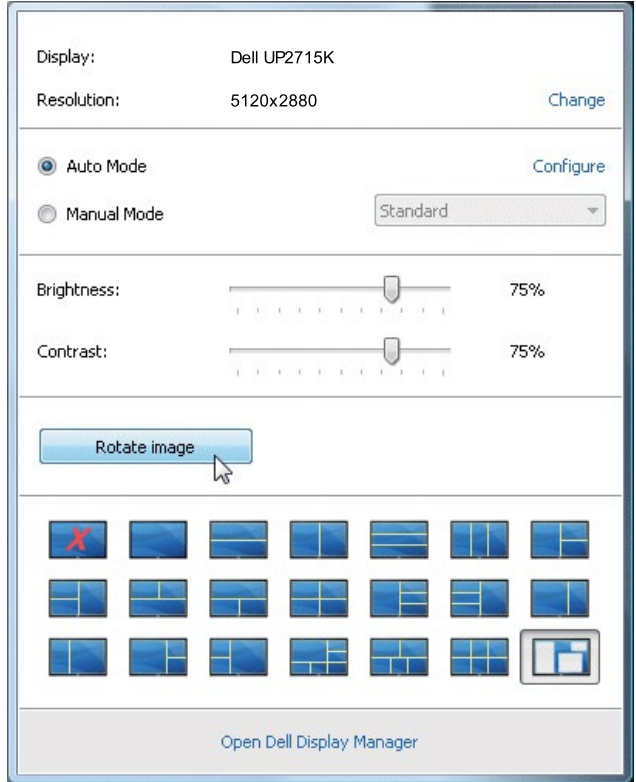 Display: Dell UP2715K
Resolution: 5120x2880 Change
Auto Mode Configure
Manual Mode Standard
Brightness: 75%
Contrast: 75%
Rotate image
Open Dell Display Manager